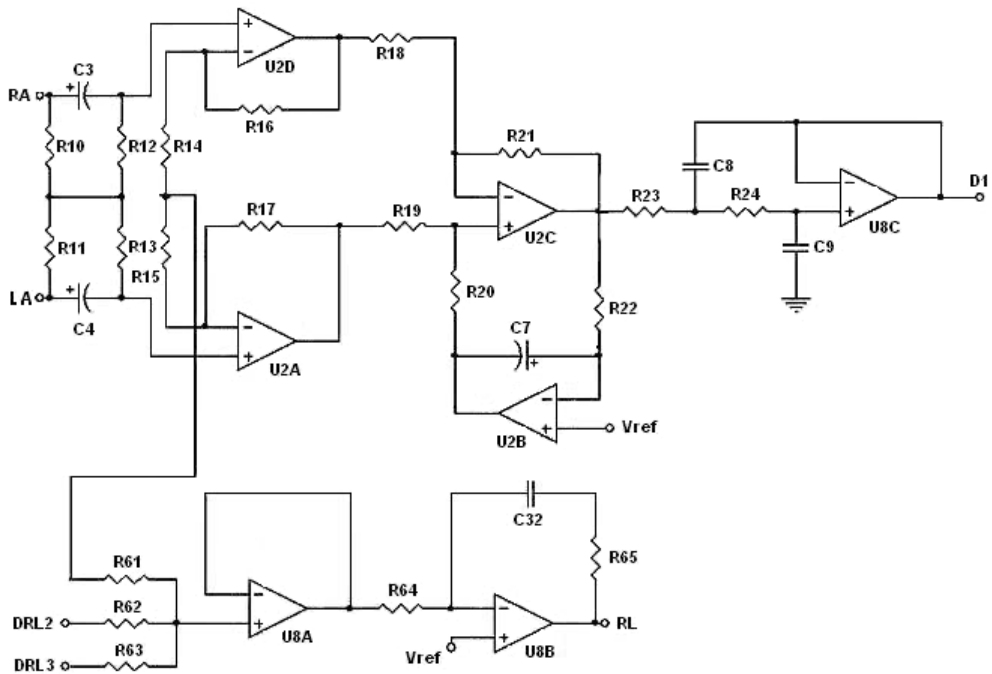 +
-
U2D
R18
C3
+
RA
R16
R10
R12
R14
R21
C8
-
+
U8C
D1
R17
R19
-
+
U2C
R23
R24
C9
R11
R13
R15
LA
+
C4
-
+
U2A
R20
R22
C7
+
-
+
U2B
Vref
C32
R61
R65
-
+
U8A
R64
DRL2
R62
-
+
U8B
RL
Vref
DRL3
R63